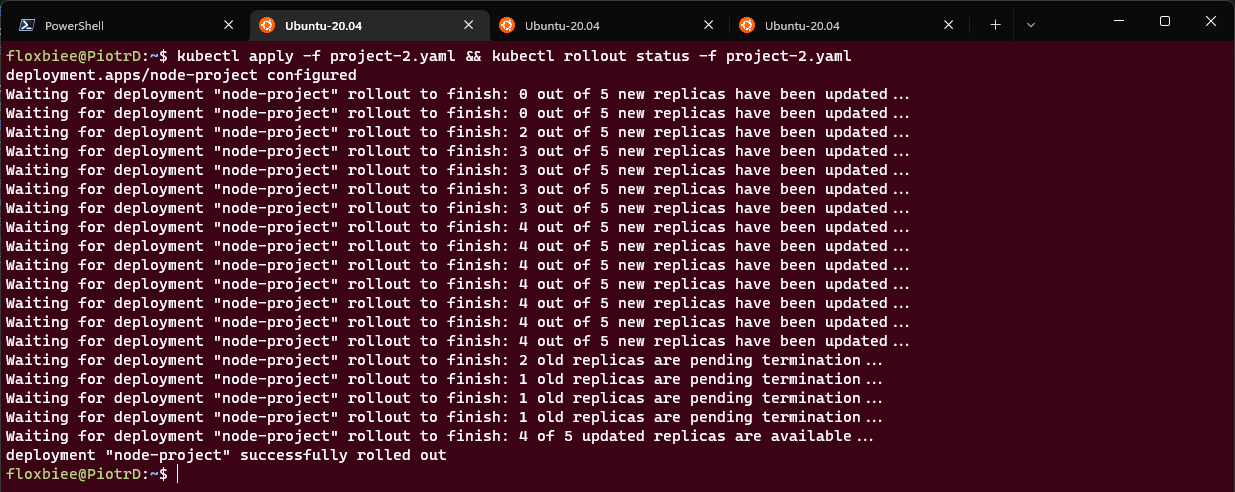 PowerShell Ubuntu-20.04 Ubuntu-20.04 Ubuntu-20.04
floxbiee@PiotrD:~$ kubectl apply -f project-2.yaml && kubectl rollout status -f project-2.yaml
deployment.apps/node-project configured
Waiting for deployment "node-project" rollout to finish: 0 out of 5 new replicas have been updated...
Waiting for deployment "node-project" rollout to finish: 0 out of 5 new replicas have been updated...
Waiting for deployment "node-project" rollout to finish: 2 out of 5 new replicas have been updated...
Waiting for deployment "node-project" rollout to finish: 3 out of 5 new replicas have been updated...
Waiting for deployment "node-project" rollout to finish: 3 out of 5 new replicas have been updated...
Waiting for deployment "node-project" rollout to finish: 3 out of 5 new replicas have been updated...
Waiting for deployment "node-project" rollout to finish: 3 out of 5 new replicas have been updated...
Waiting for deployment "node-project" rollout to finish: 4 out of 5 new replicas have been updated...
Waiting for deployment "node-project" rollout to finish: 4 out of 5 new replicas have been updated...
Waiting for deployment "node-project" rollout to finish: 4 out of 5 new replicas have been updated...
Waiting for deployment "node-project" rollout to finish: 4 out of 5 new replicas have been updated...
Waiting for deployment "node-project" rollout to finish: 4 out of 5 new replicas have been updated...
Waiting for deployment "node-project" rollout to finish: 4 out of 5 new replicas have been updated...
Waiting for deployment "node-project" rollout to finish: 4 out of 5 new replicas have been updated...
Waiting for deployment "node-project" rollout to finish: 2 old replicas are pending termination...
Waiting for deployment "node-project" rollout to finish: 1 old replicas are pending termination...
Waiting for deployment "node-project" rollout to finish: 1 old replicas are pending termination...
Waiting for deployment "node-project" rollout to finish: 1 old replicas are pending termination...
Waiting for deployment "node-project" rollout to finish: 4 of 5 updated replicas are available...
deployment "node-project" successfully rolled out
floxbiee@PiotrD:~$